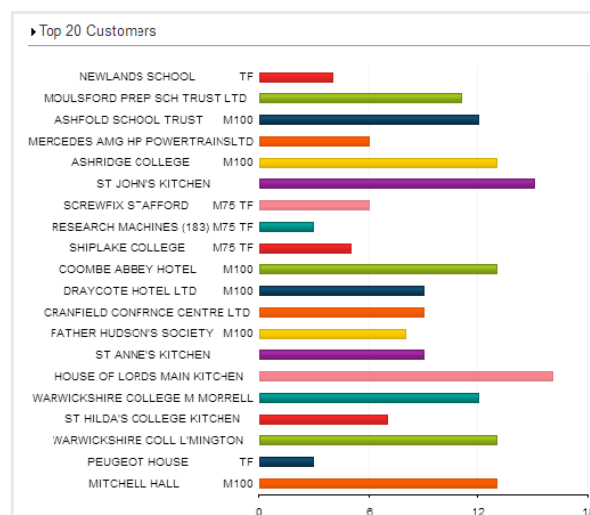 Top 20 Customers
NEWLANDS SCHOOL TF
MOULSFORD PREP SCH TRUST LTD
ASHFOLD SCHOOL TRUST M100
MERCEDES AMG HP POWERTRAINSLTD
ASHRIDGE COLLEGE M100
ST JOHN'S KITCHEN
SCREWFIX STAFFORD M75 TF
RESEARCH MACHINES (183) M75 TF
SHIPLAKE COLLEGE M75 TF
COOMBE ABBEY HOTEL M100
DRAYCOTE HOTEL LTD M100
CRANFIELD CONFRNCE CENTRE LTD
FATHER HUDSON'S SOCIETY M100
ST ANNE'S KITCHEN
HOUSE OF LORDS MAIN KITCHEN
WARWICKSHIRE COLLEGE M MORRELL
ST HILDA'S COLLEGE KITCHEN
WARWICKSHIRE COLL L'MINGTON
PEUGEOT HOUSE TF
MITCHELL HALL M100
0 6 12 18